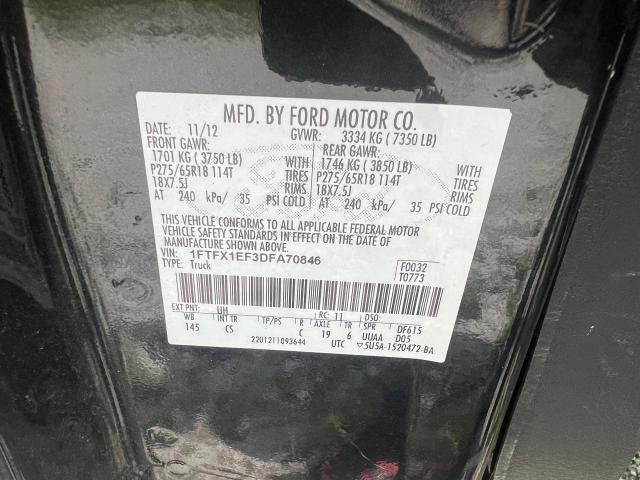 MFD. BY FORD MOTOR CO.
DATE: 11/12 GVWR: 3334 KG ( 7350 LB)
FRONT GAWR: REAR GAWR:
1701 KG ( 3750 LB) WITH 1746 KG ( 3850 LB) WITH
P275/65R18 114T TIRES P275/65R18 114T TIRES
18X7.5J RIMS 18X7.5J RIMS
AT 240 kPa/ 35 PSI COLD AT 240 kPa/ 35 PSI COLD
THIS VEHICLE CONFORMS TO ALL APPLICABLE FEDERAL MOTOR
VEHICLE SAFETY STANDARDS IN EFFECT ON THE DATE OF
MANUFACTURE SHOWN ABOVE.
VIN: 1FTFX1EF3DFA70846 F0032
TYPE: Truck T0773
EXT PNT: UH RC: 11 DSO:
WB INT TR TP/PS R AXLE TR SPR DF615
145 CS C 19 6 UUAA D05
2201211093644 UTC ▽5U5A-1520472-BA